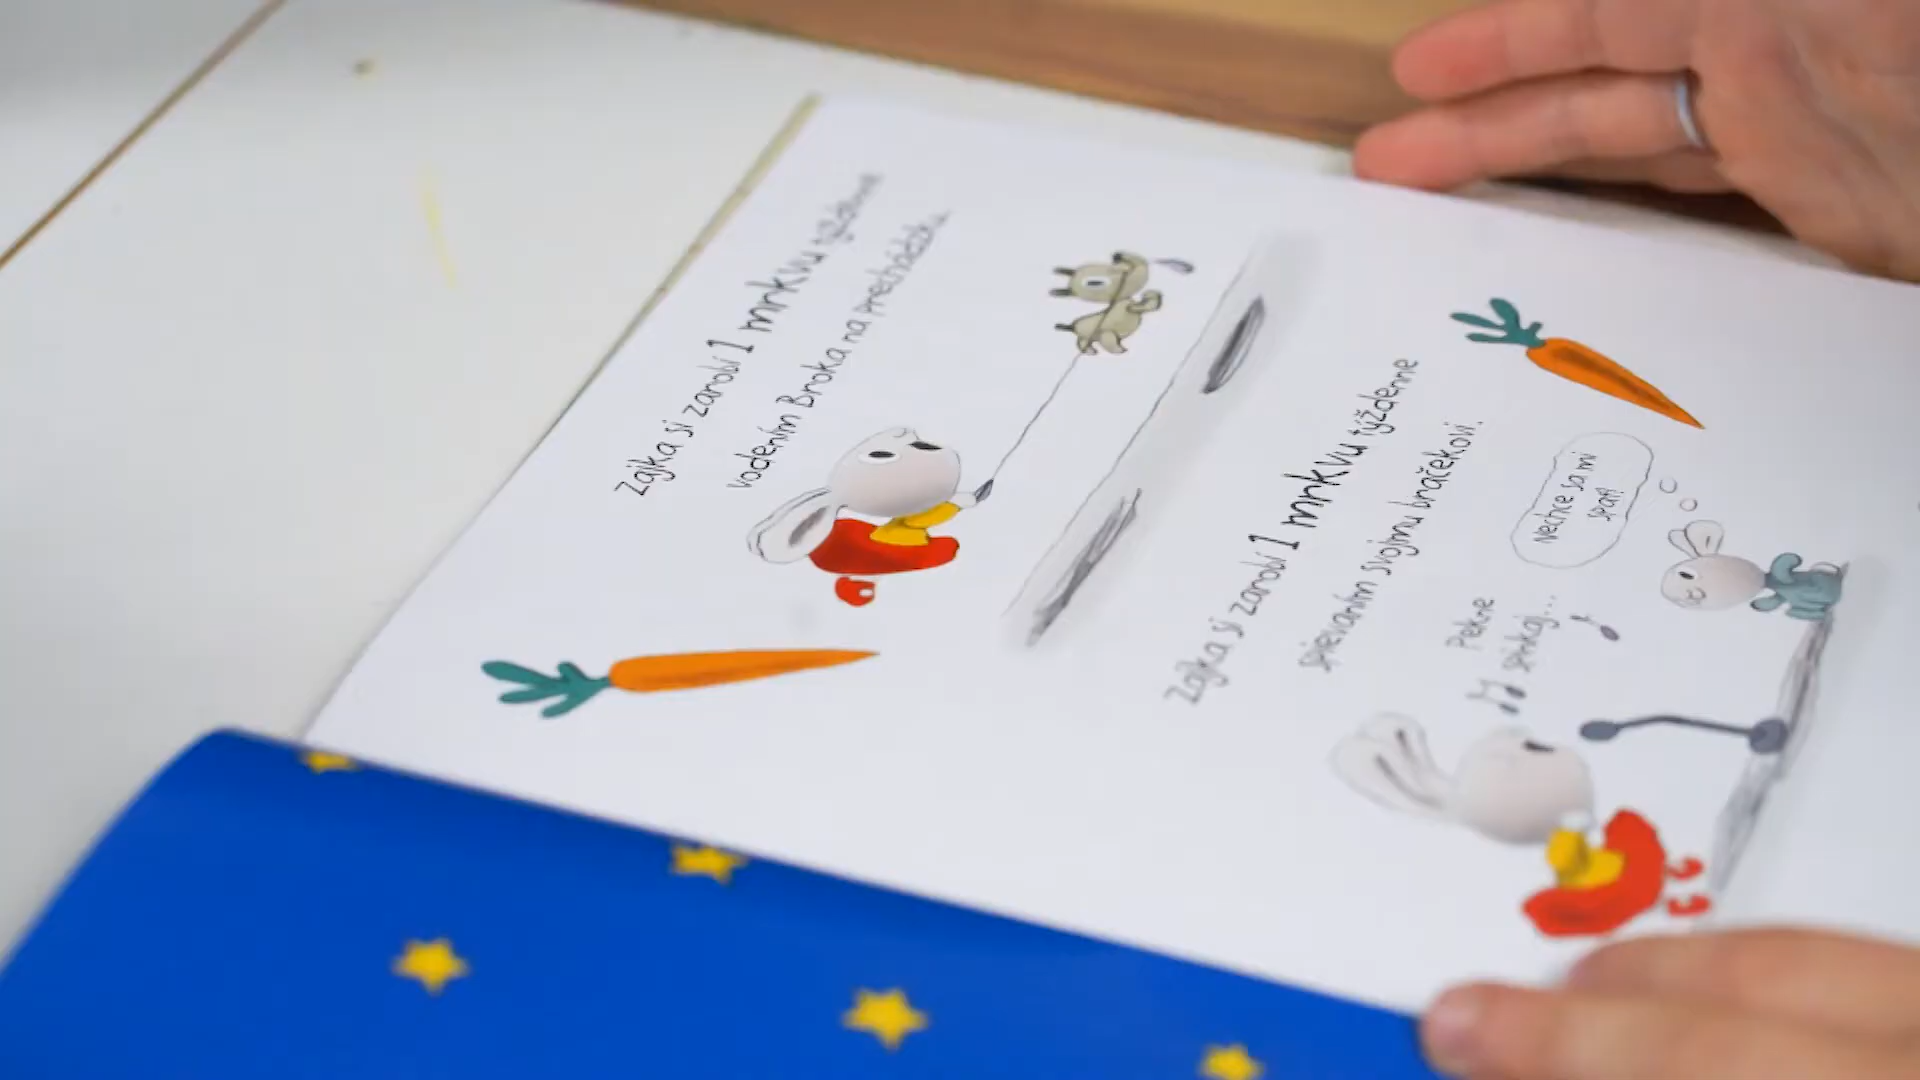 Zajka si zarobí 1 mrkvu týždenne
vodením Broka na prechádzku.
Zajka si zarobí 1 mrkvu týždenne
spievaním svojmu bráčekovi.
Nechce sa mi
spať!
Pekne
spinkaj...